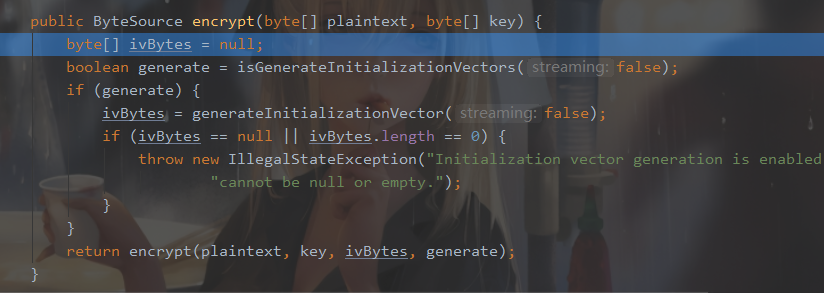 public ByteSource encrypt(byte[] plaintext, byte[] key) {
byte[] ivBytes = null;
boolean generate = isGenerateInitializationVectors( streaming: false);
if (generate) {
ivBytes = generateInitializationVector( streaming: false);
if (ivBytes == null || ivBytes.length == 0) {
throw new IllegalStateException("Initialization vector generation is enabled
"cannot be null or empty.");
}
}
return encrypt(plaintext, key, ivBytes, generate);
}